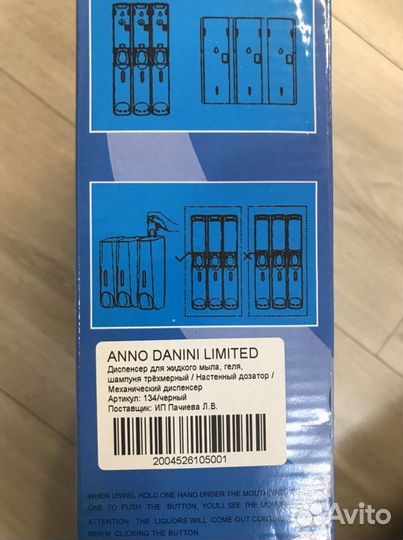 ANNO DANINI LIMITED
Диспенсер для жидкого мыла, геля,
шампуня трёхмерный / Настенный дозатор /
Механический диспенсер
Артикул: 134/черный
Поставщик: ИП Пачиева Л.В.
2004526105001
WHEN USING, HOLD ONE HAND UNDER THE MOUTH,
ONE TO PUSH THE BUTTON, YOU'LL SEE THE
ATTENTION: THE LIQUORS WILL COME OUT
WHEN CLICK THE BUTTON.
Avito